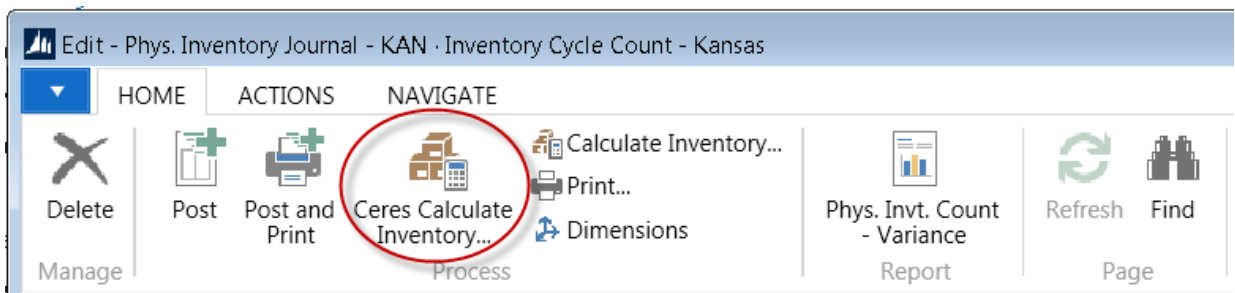 Edit - Phys. Inventory Journal - KAN · Inventory Cycle Count - Kansas
HOME ACTIONS NAVIGATE
Delete
Post
Post and
Print
Ceres Calculate
Inventory...
Calculate Inventory...
Print...
Dimensions
Phys. Invt. Count
- Variance
Refresh
Find
Manage
Process
Report
Page